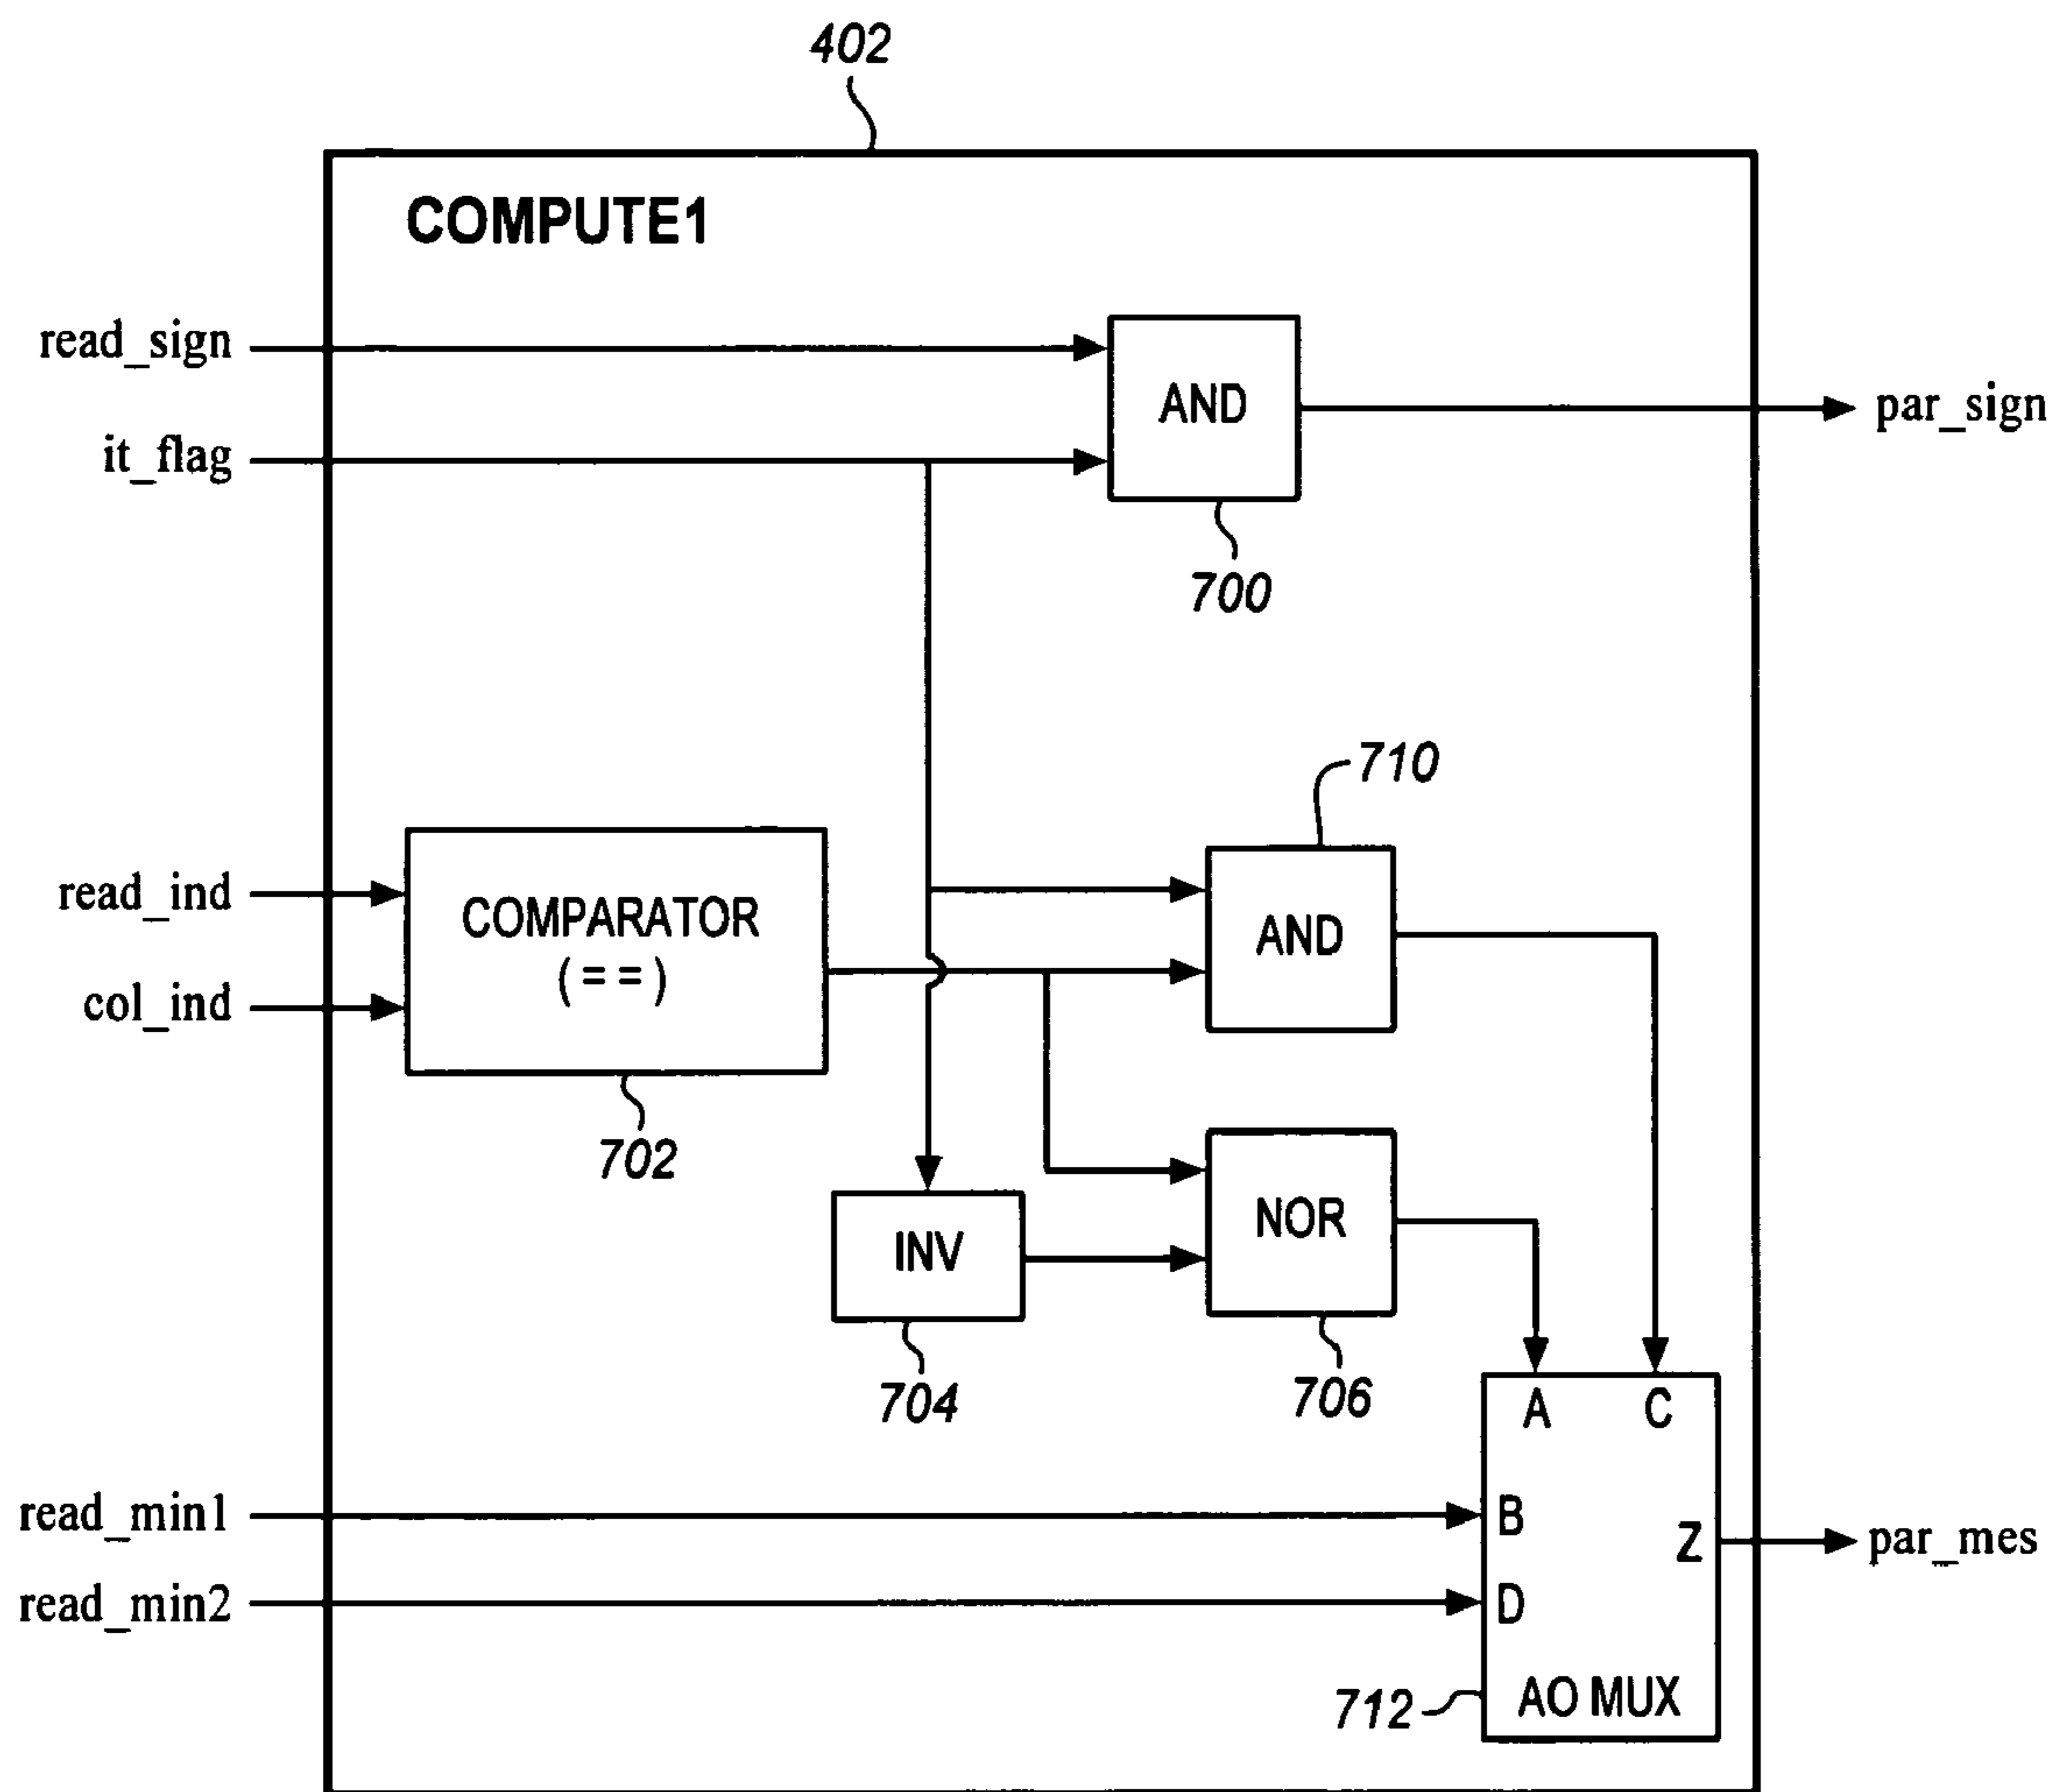 402
COMPUTE1
read_sign
it_flag
AND
par_sign
700
710
read_ind
col_ind
COMPARATOR
(==)
AND
702
INV
NOR
704
706
A C
read_min1
B
Z
par_mes
read_min2
D
712
AO MUX